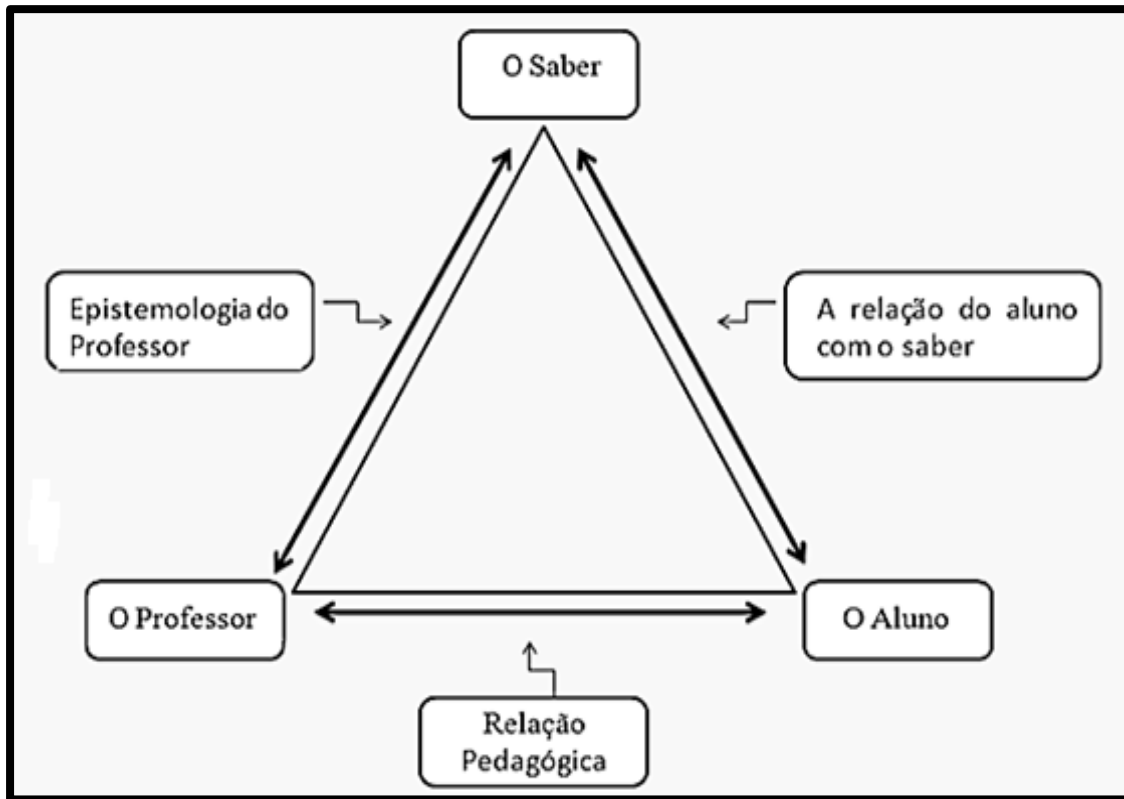 O Saber
Epistemologia do
Professor
A relação do aluno
com o saber
O Professor
O Aluno
Relação
Pedagógica